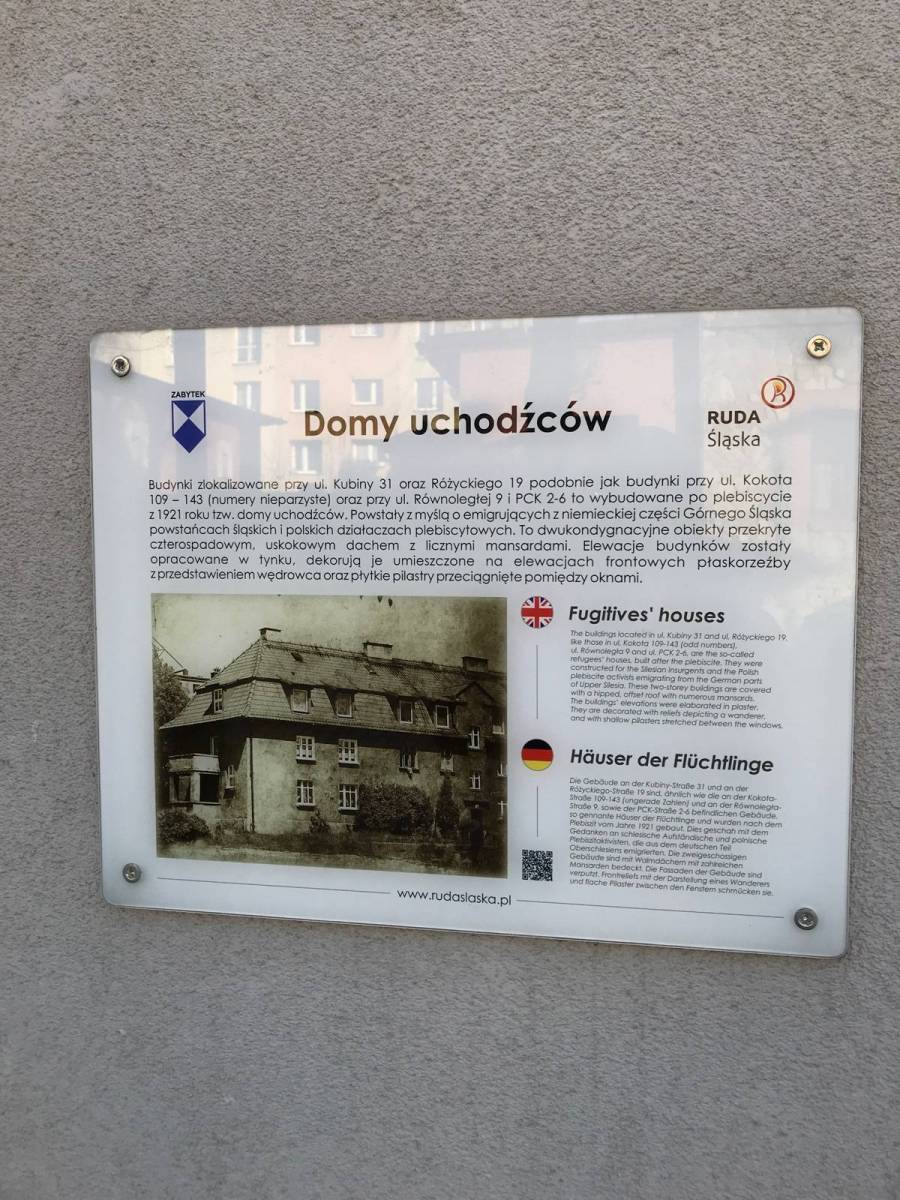 ZABYTEK
Domy uchodźców
RUDA
Śląska
Budynki zlokalizowane przy ul. Kubiny 31 oraz Różyckiego 19 podobnie jak budynki przy ul. Kokota
109 – 143 (numery nieparzyste) oraz przy ul. Równoległej 9 i PCK 2-6 to wybudowane po plebiscycie
z 1921 roku tzw. domy uchodźców. Powstały z myślą o emigrujących z niemieckiej części Górnego Śląska
powstańcach śląskich i polskich działaczach plebiscytowych. To dwukondygnacyjne obiekty przekryte
czterospadowym, uskokowym dachem z licznymi mansardami. Elewacje budynków zostały
opracowane w tynku, dekorują je umieszczone na elewacjach frontowych płaskorzeźby
z przedstawieniem wędrowca oraz płytkie pilastry przeciągnięte pomiędzy oknami.
Fugitives' houses
The buildings located in ul. Kubiny 31 and ul. Różyckiego 19,
like those in ul. Kokota 109-143 (odd numbers),
ul. Równoległa 9 and ul. PCK 2-6, are the so-called
refugees' houses, built after the plebiscite. They were
constructed for the Silesian Insurgents and the Polish
plebiscite activists emigrating from the German parts
of Upper Silesia. These two-storey buildings are covered
with a hipped, offset roof with numerous mansards.
The buildings' elevations were elaborated in plaster.
They are decorated with reliefs depicting a wanderer,
and with shallow pilasters stretched between the windows.
Häuser der Flüchtlinge
Die Gebäude an der Kubiny-Straße 31 und an der
Różyckiego-Straße 19 sind, ähnlich wie die an der Kokota-
Straße 109-143 (ungerade Zahlen) und an der Równoległa-
Straße 9, sowie der PCK-Straße 2-6 befindlichen Gebäude,
so gennante Häuser der Flüchtlinge und wurden nach dem
Plebiszit vom Jahre 1921 gebaut. Dies geschah mit dem
Gedanken an schlesische Aufständische und polnische
Plebiszitaktivisten, die aus dem deutschen Teil
Oberschlesiens emigrierten. Die zweigeschossigen
Gebäude sind mit Walmdächern mit zahlreichen
Mansarden bedeckt. Die Fassaden der Gebäude sind
verputzt. Frontreliefs mit der Darstellung eines Wanderers
und flache Pilaster zwischen den Fenstern schmücken sie.
www.rudaslaska.pl